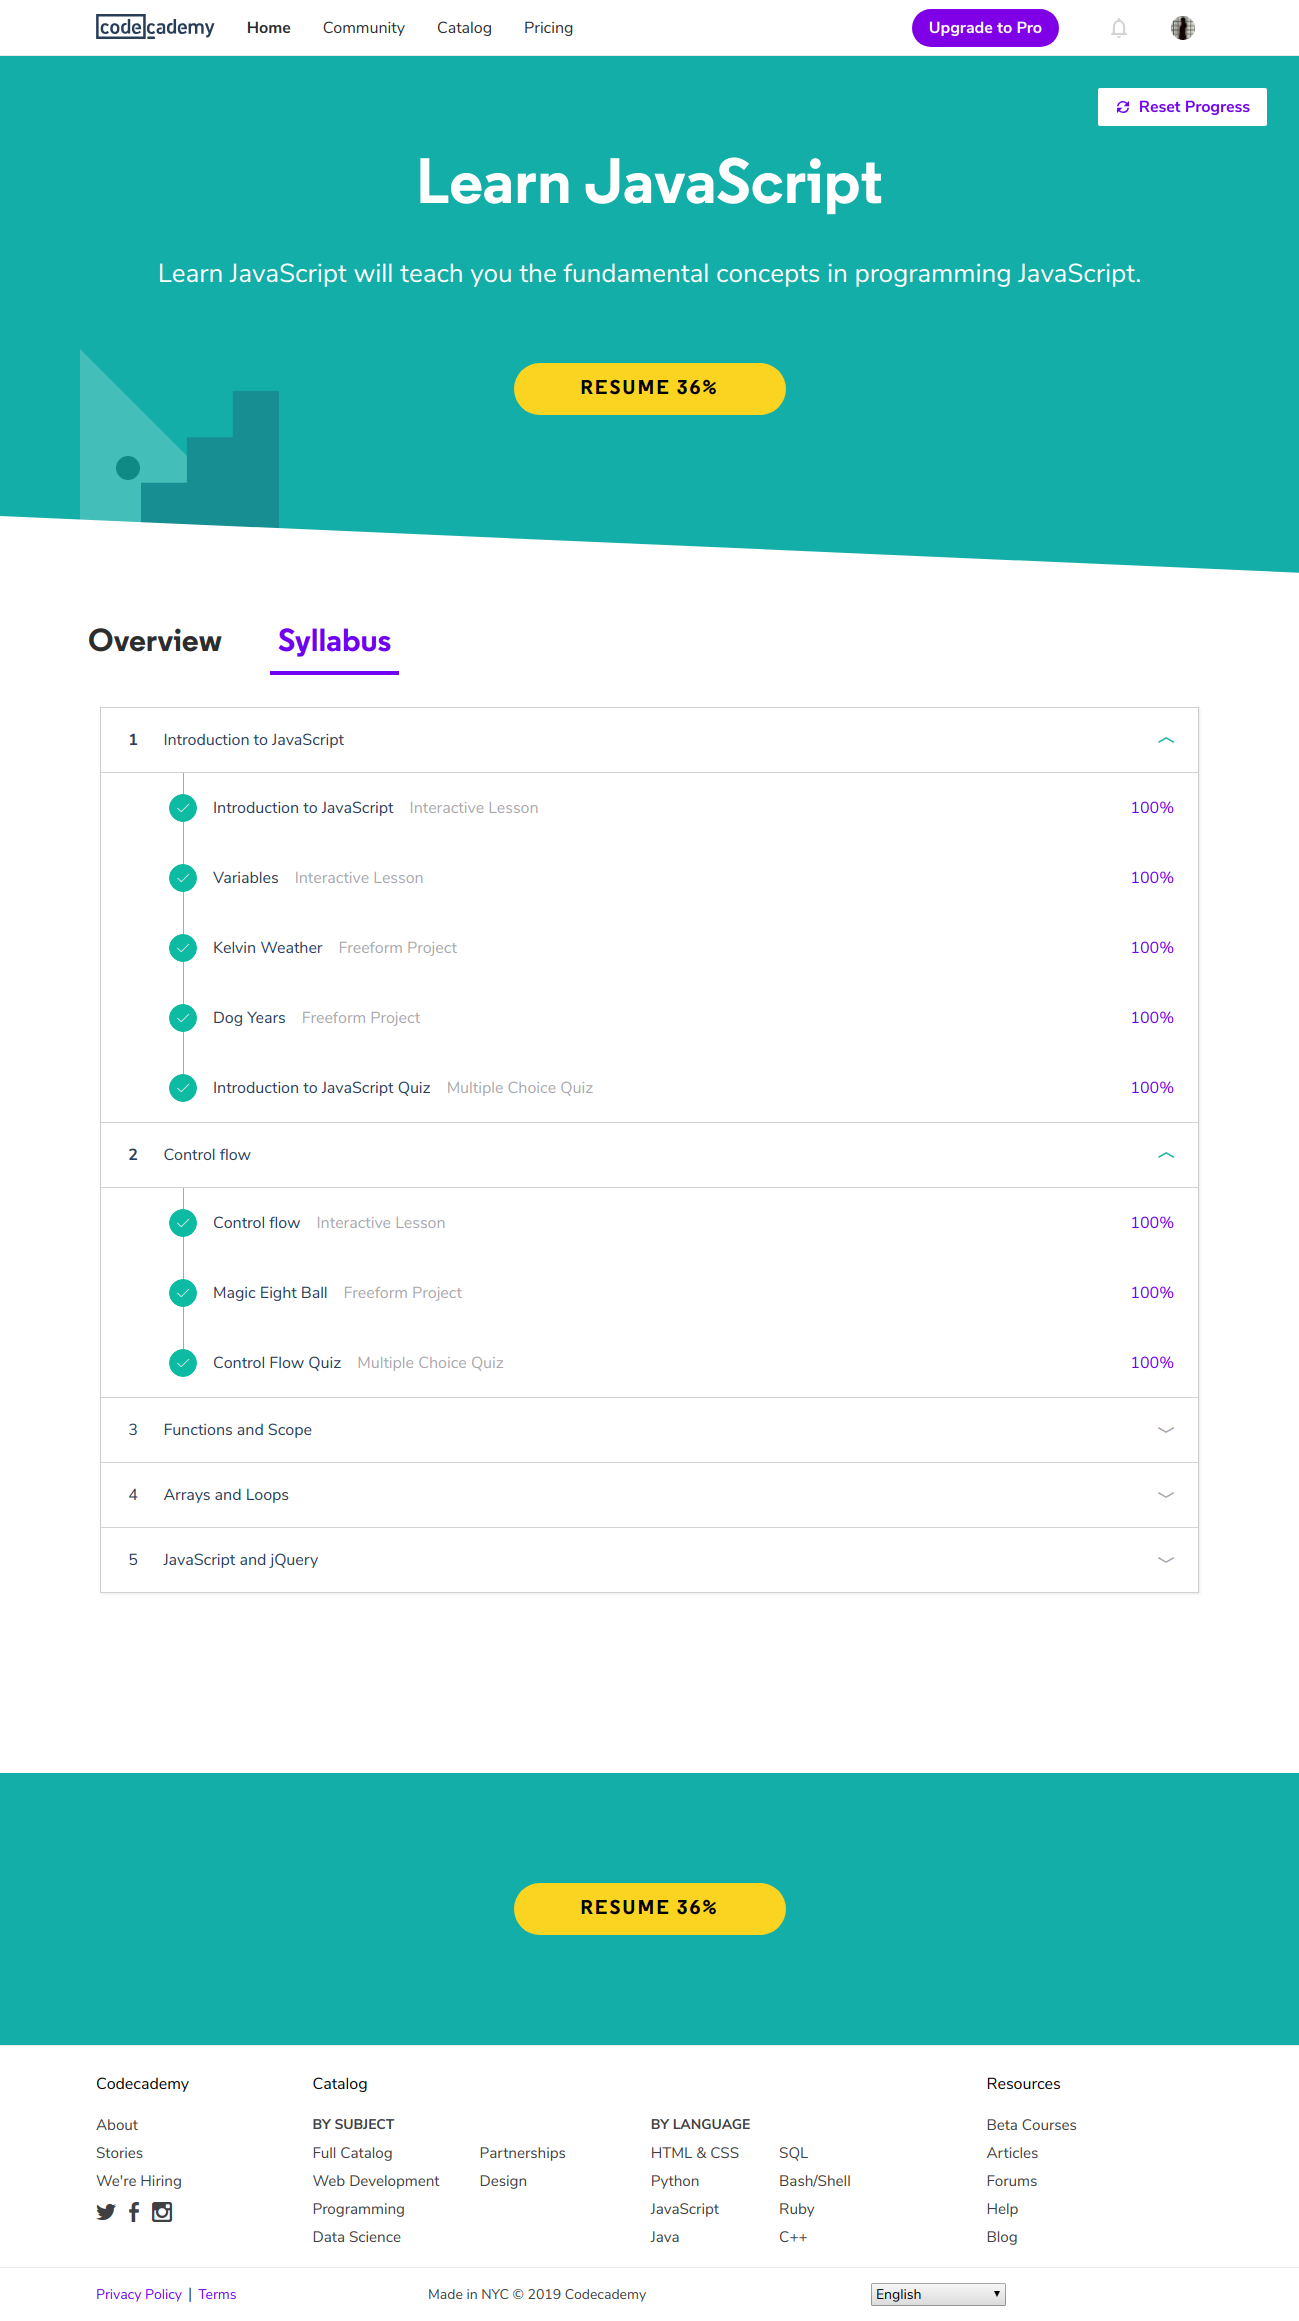 codecademy Home Community Catalog Pricing Upgrade to Pro
Reset Progress
Learn JavaScript
Learn JavaScript will teach you the fundamental concepts in programming JavaScript.
RESUME 36%
Overview Syllabus
1 Introduction to JavaScript
Introduction to JavaScript Interactive Lesson 100%
Variables Interactive Lesson 100%
Kelvin Weather Freeform Project 100%
Dog Years Freeform Project 100%
Introduction to JavaScript Quiz Multiple Choice Quiz 100%
2 Control flow
Control flow Interactive Lesson 100%
Magic Eight Ball Freeform Project 100%
Control Flow Quiz Multiple Choice Quiz 100%
3 Functions and Scope
4 Arrays and Loops
5 JavaScript and jQuery
RESUME 36%
Codecademy Catalog Resources
About BY SUBJECT BY LANGUAGE Beta Courses
Stories Full Catalog Partnerships HTML & CSS SQL Articles
We're Hiring Web Development Design Python Bash/Shell Forums
Programming JavaScript Ruby Help
Data Science Java C++ Blog
Privacy Policy | Terms Made in NYC © 2019 Codecademy English